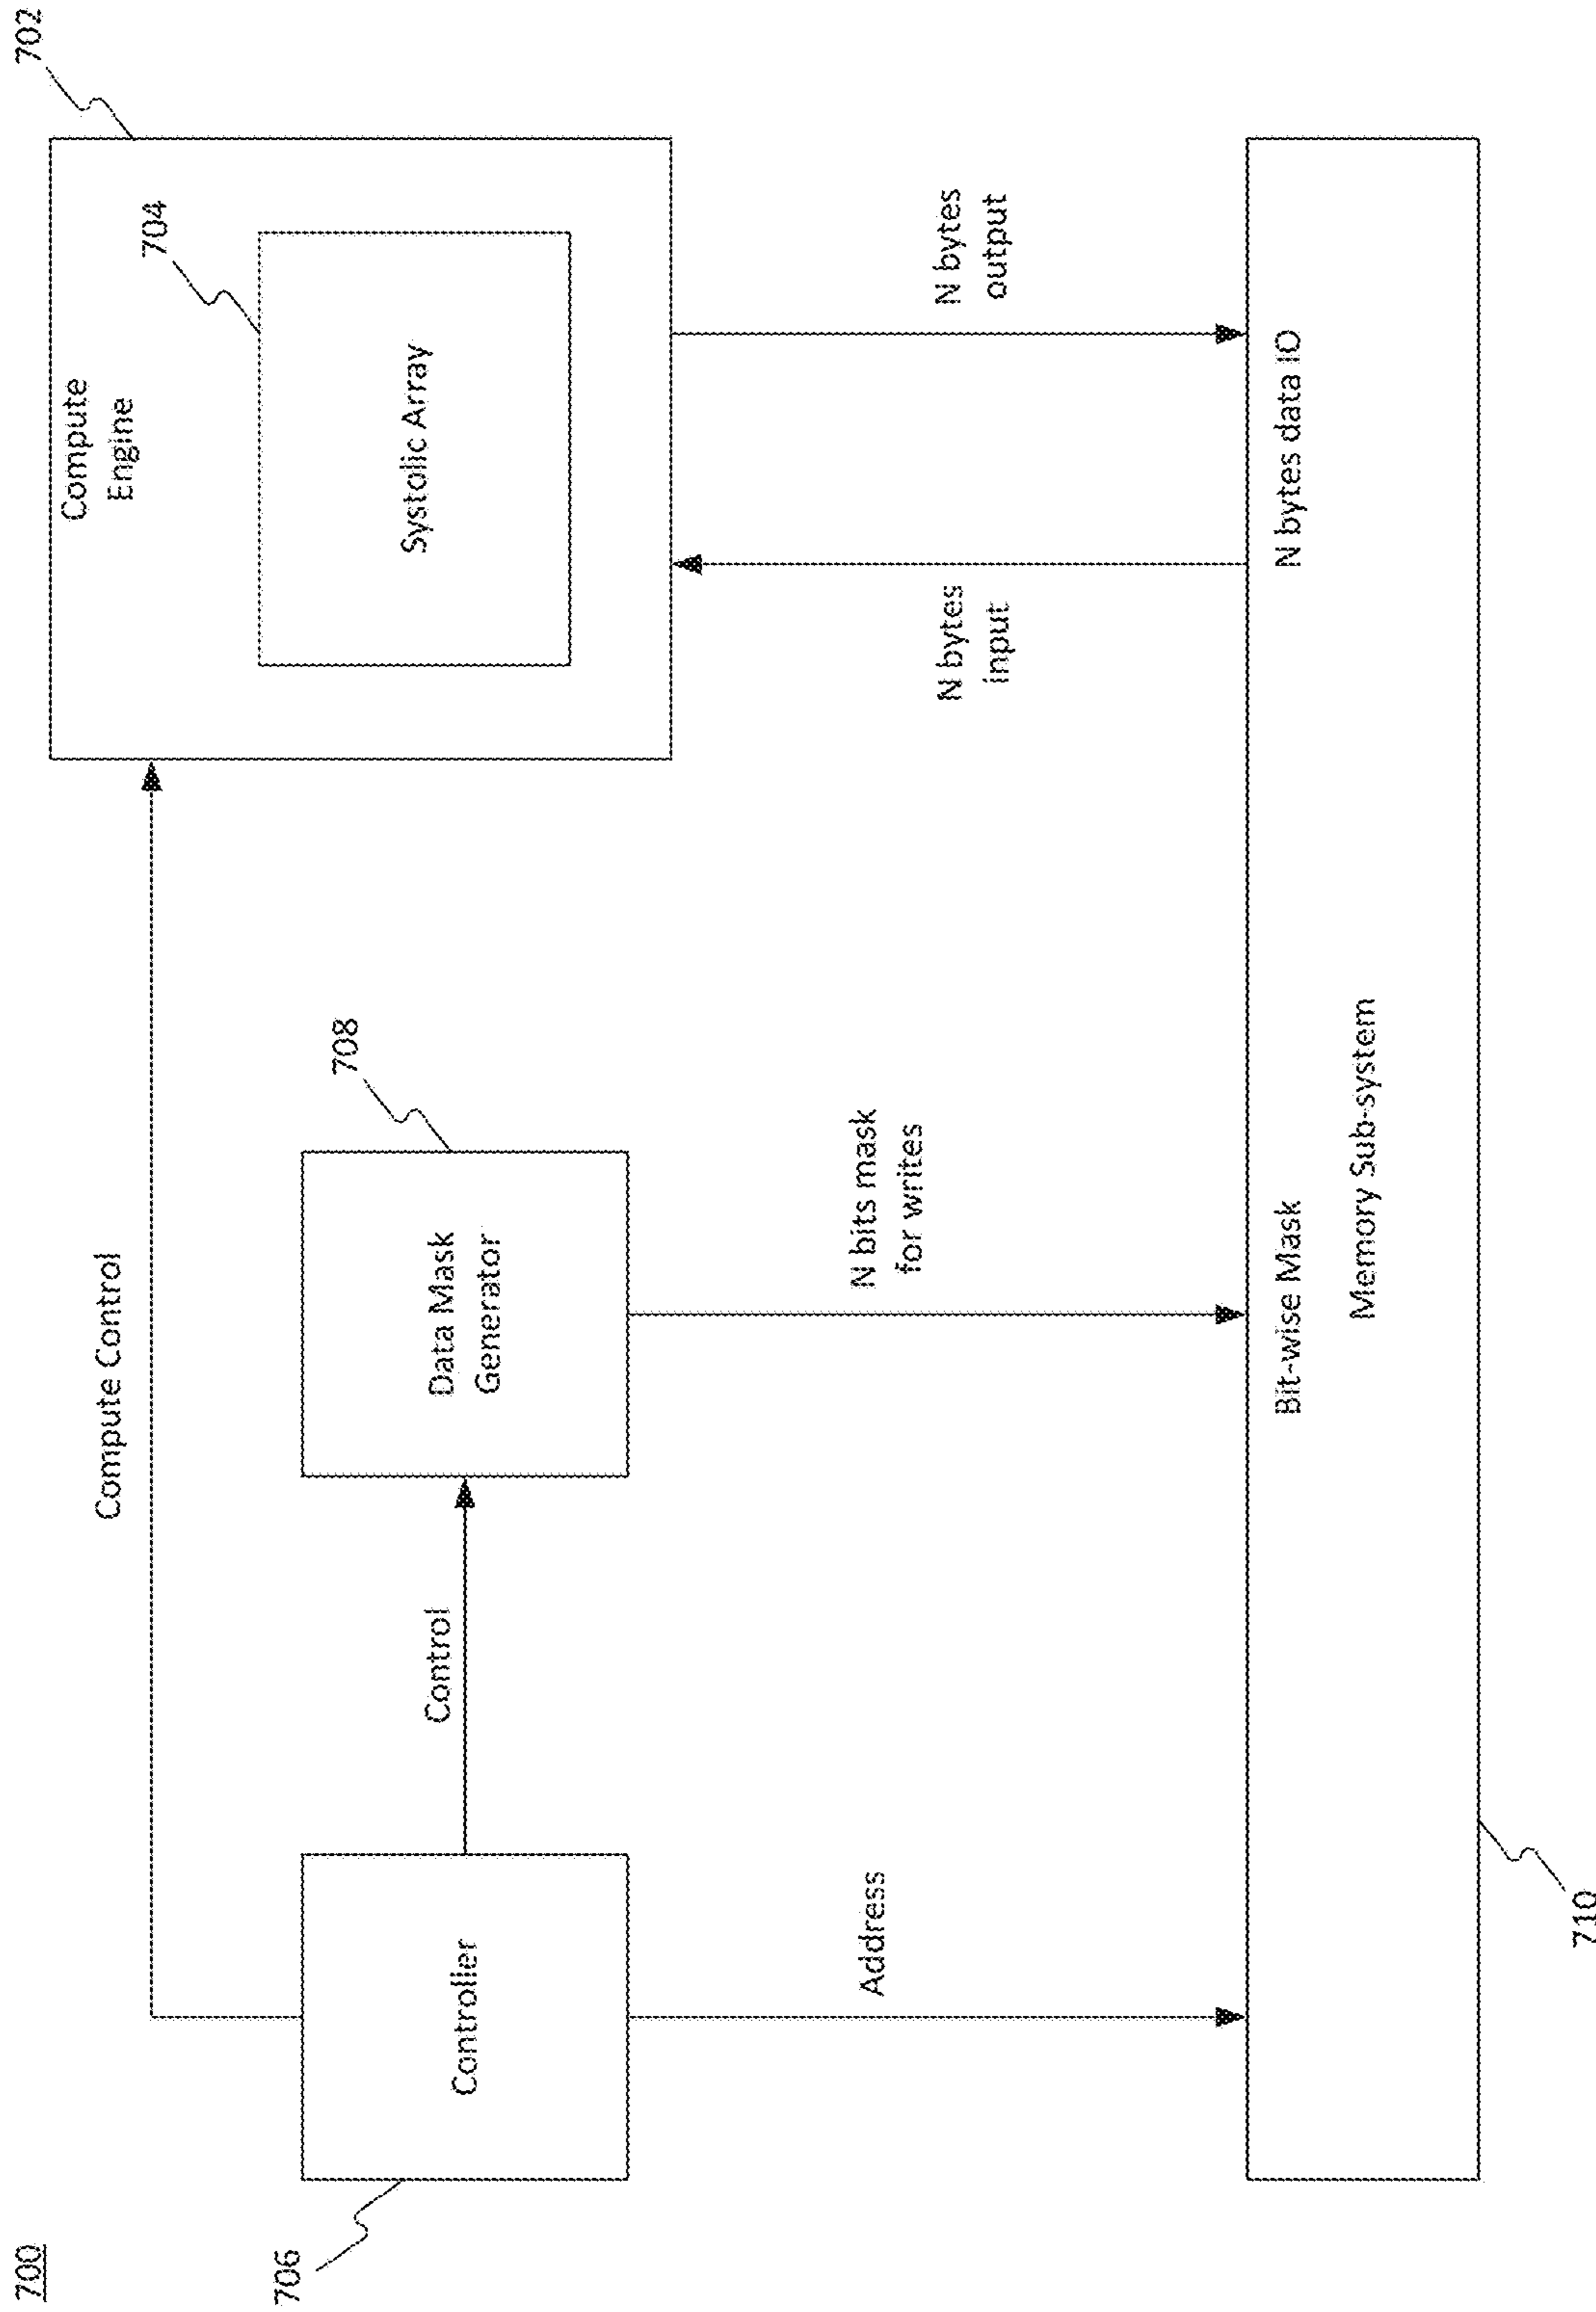 700
702
Compute Control
Compute
Engine
704
Systolic Array
706
Controller
Control
708
Data Mask
Generator
Address
N bits mask
for writes
N bytes
input
N bytes
output
Bit-wise Mask
N bytes data IO
Memory Sub-system
710